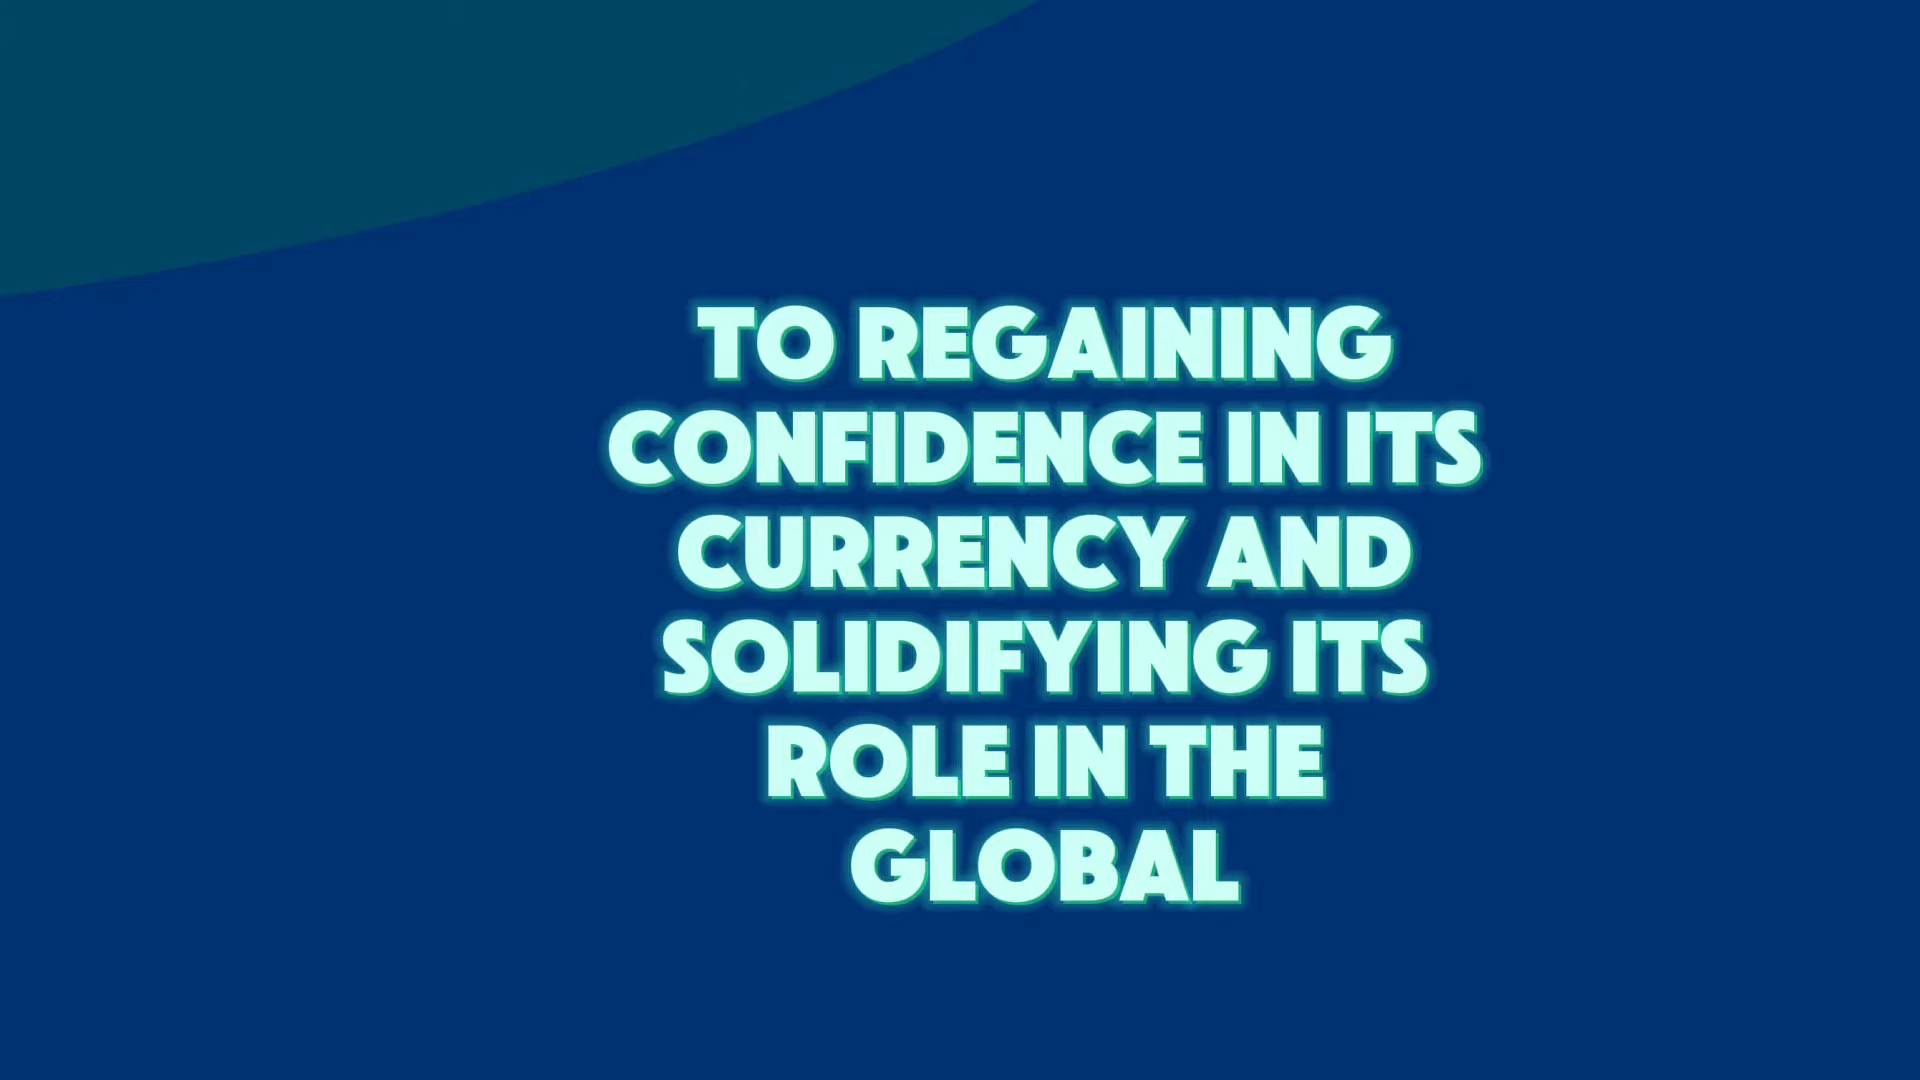 TO REGAINING
CONFIDENCE IN ITS
CURRENCY AND
SOLIDIFYING ITS
ROLE IN THE
GLOBAL